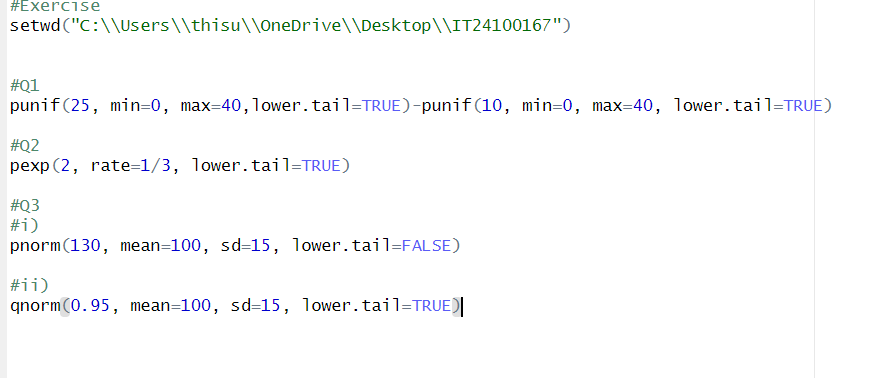 #Exercise
setwd("C:\\Users\\thisu\\OneDrive\\Desktop\\IT24100167")
#Q1
punif(25, min=0, max=40,lower.tail=TRUE)-punif(10, min=0, max=40, lower.tail=TRUE)
#Q2
pexp(2, rate=1/3, lower.tail=TRUE)
#Q3
#i)
pnorm(130, mean=100, sd=15, lower.tail=FALSE)
#ii)
qnorm(0.95, mean=100, sd=15, lower.tail=TRUE)